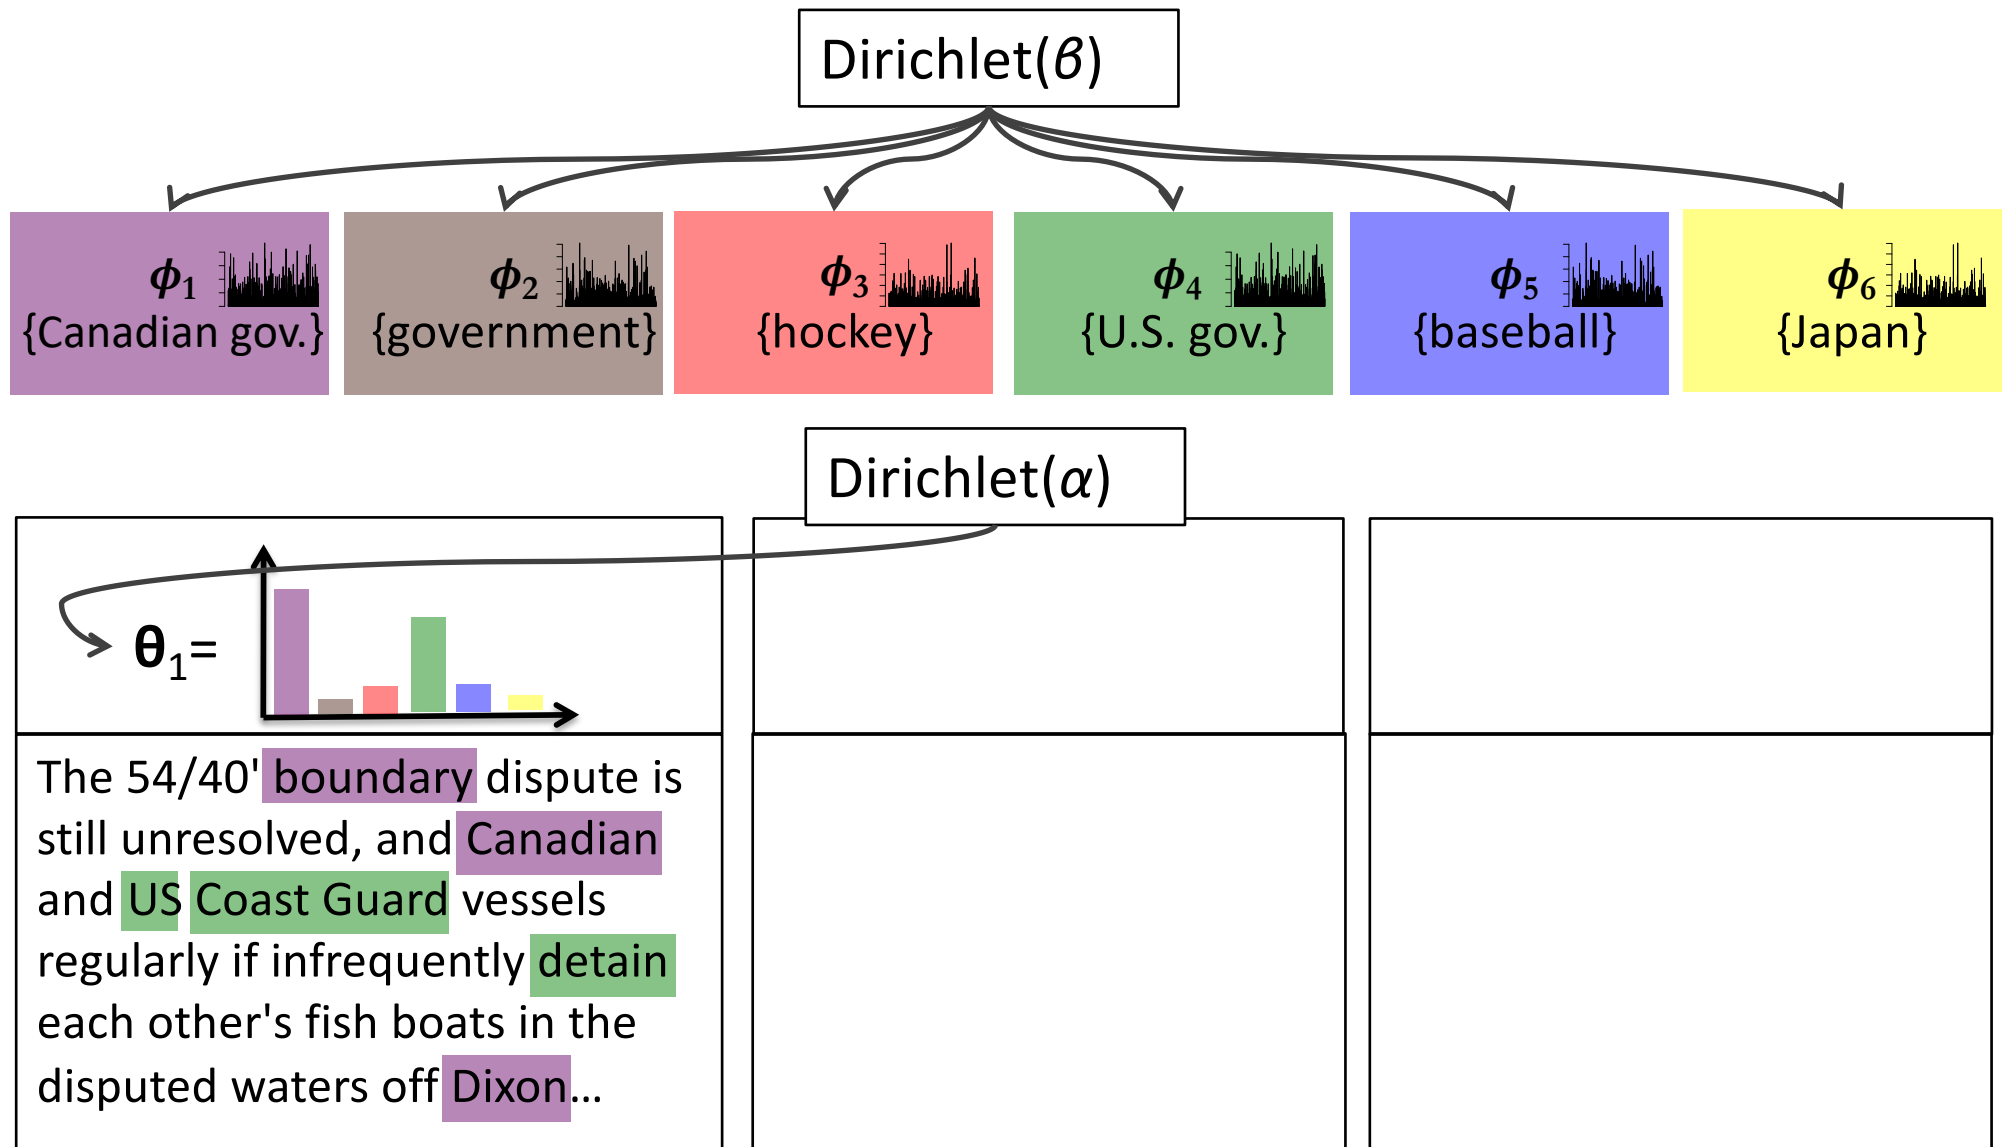 Dirichlet(β)
ϕ1 ϕ2 ϕ3 ϕ4 ϕ5 ϕ6
{Canadian gov.} {government} {hockey} {U.S. gov.} {baseball} {Japan}
Dirichlet(α)
θ1=
The 54/40' boundary dispute is
still unresolved, and Canadian
and US Coast Guard vessels
regularly if infrequently detain
each other's fish boats in the
disputed waters off Dixon…